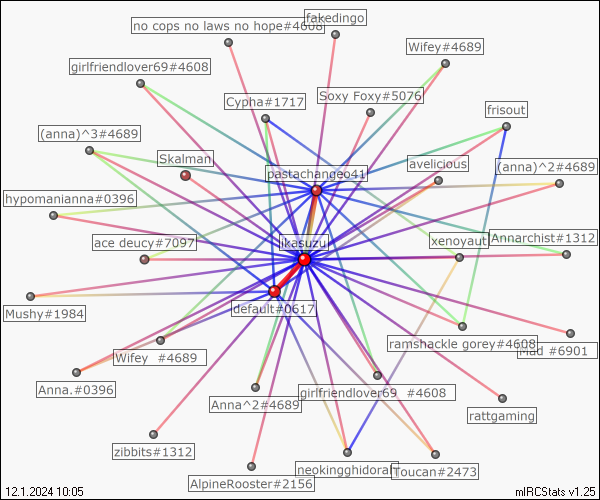 no cops no laws no hope#4608
fakedingo
Wifey#4689
girlfriendlover69#4608
Cypha#1717
Soxy Foxy#5076
frisout
(anna)^3#4689
Skalman
pastachangeo41
avelicious
(anna)^2#4689
hypomanianna#0396
ace deucy#7097
ikasuzu
xenoyaut
Annarchist#1312
Mushy#1984
default#0617
ramshackle gorey#4608
Mad #6901
Wifey #4689
Anna.#0396
Anna^2#4689
girlfriendlover69 #4608
rattgaming
zibbits#1312
AlpineRooster#2156
neokingghidorah
Toucan#2473
12.1.2024 10:05
mIRCStats v1.25